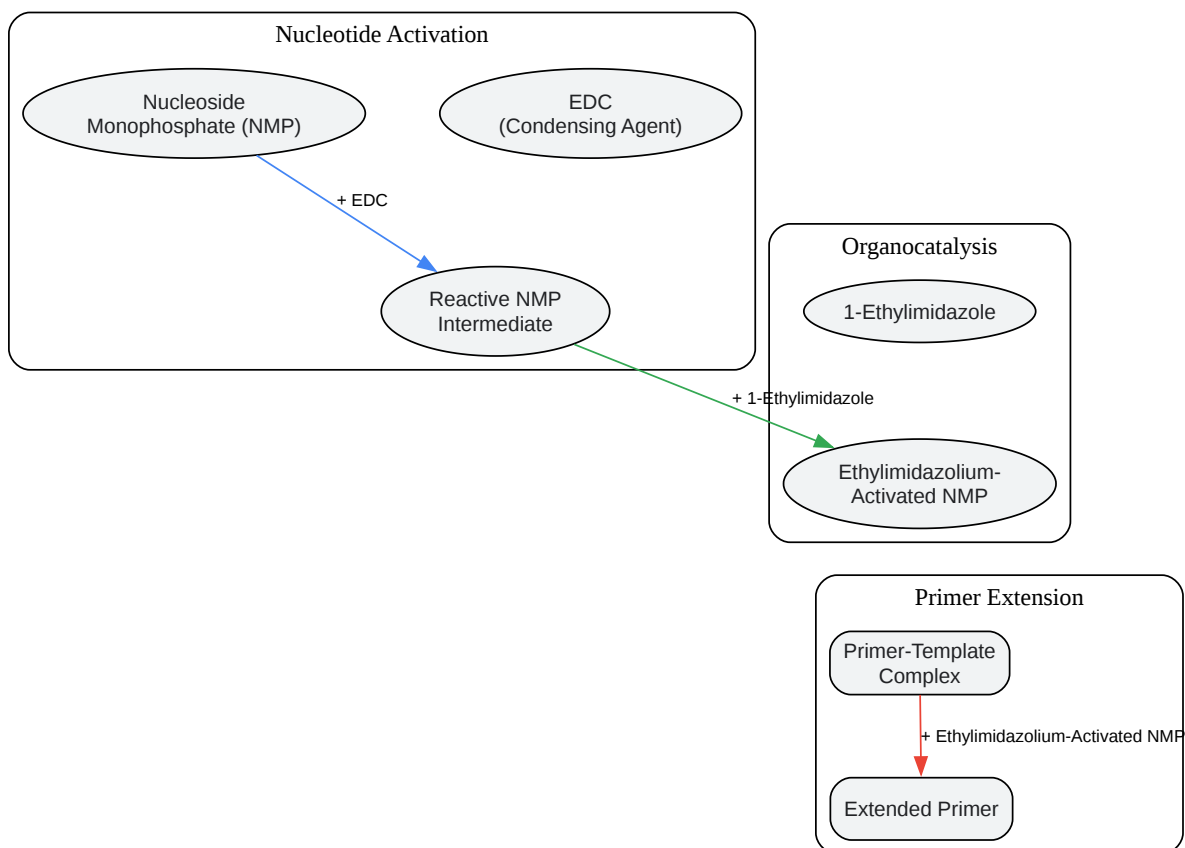 Nucleotide Activation
Nucleoside
Monophosphate (NMP)
EDC
(Condensing Agent)
+ EDC
Reactive NMP
Intermediate
Organocatalysis
1-Ethylimidazole
+ 1-Ethylimidazole
Ethylimidazolium-
Activated NMP
Primer Extension
Primer-Template
Complex
+ Ethylimidazolium-Activated NMP
Extended Primer